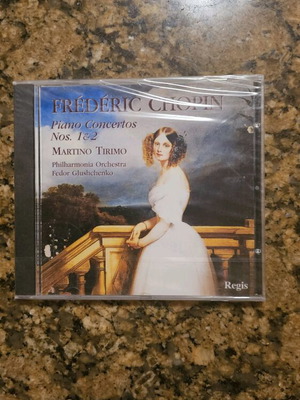 FRÉDÉRIC CHOPIN
Piano Concertos
Nos. 1&2
MARTINO TIRIMO
Philharmonia Orchestra
Fedor Glushchenko
Regis